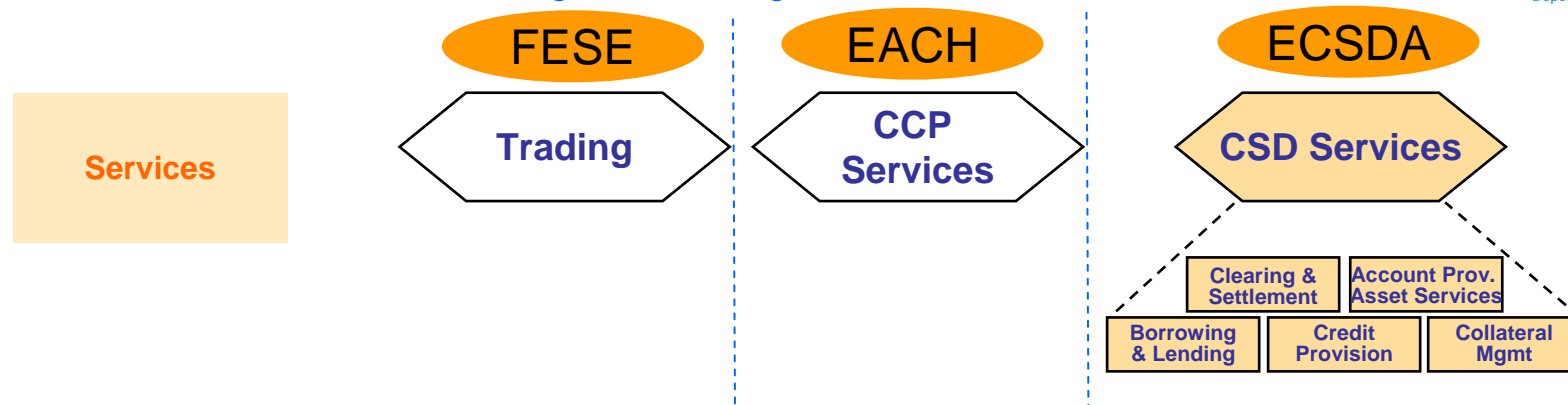 FESE
EACH
ECSDA
Services
Trading
CCP
Services
CSD Services
Clearing &
Settlement
Account Prov.
Asset Services
Borrowing
& Lending
Credit
Provision
Collateral
Mgmt